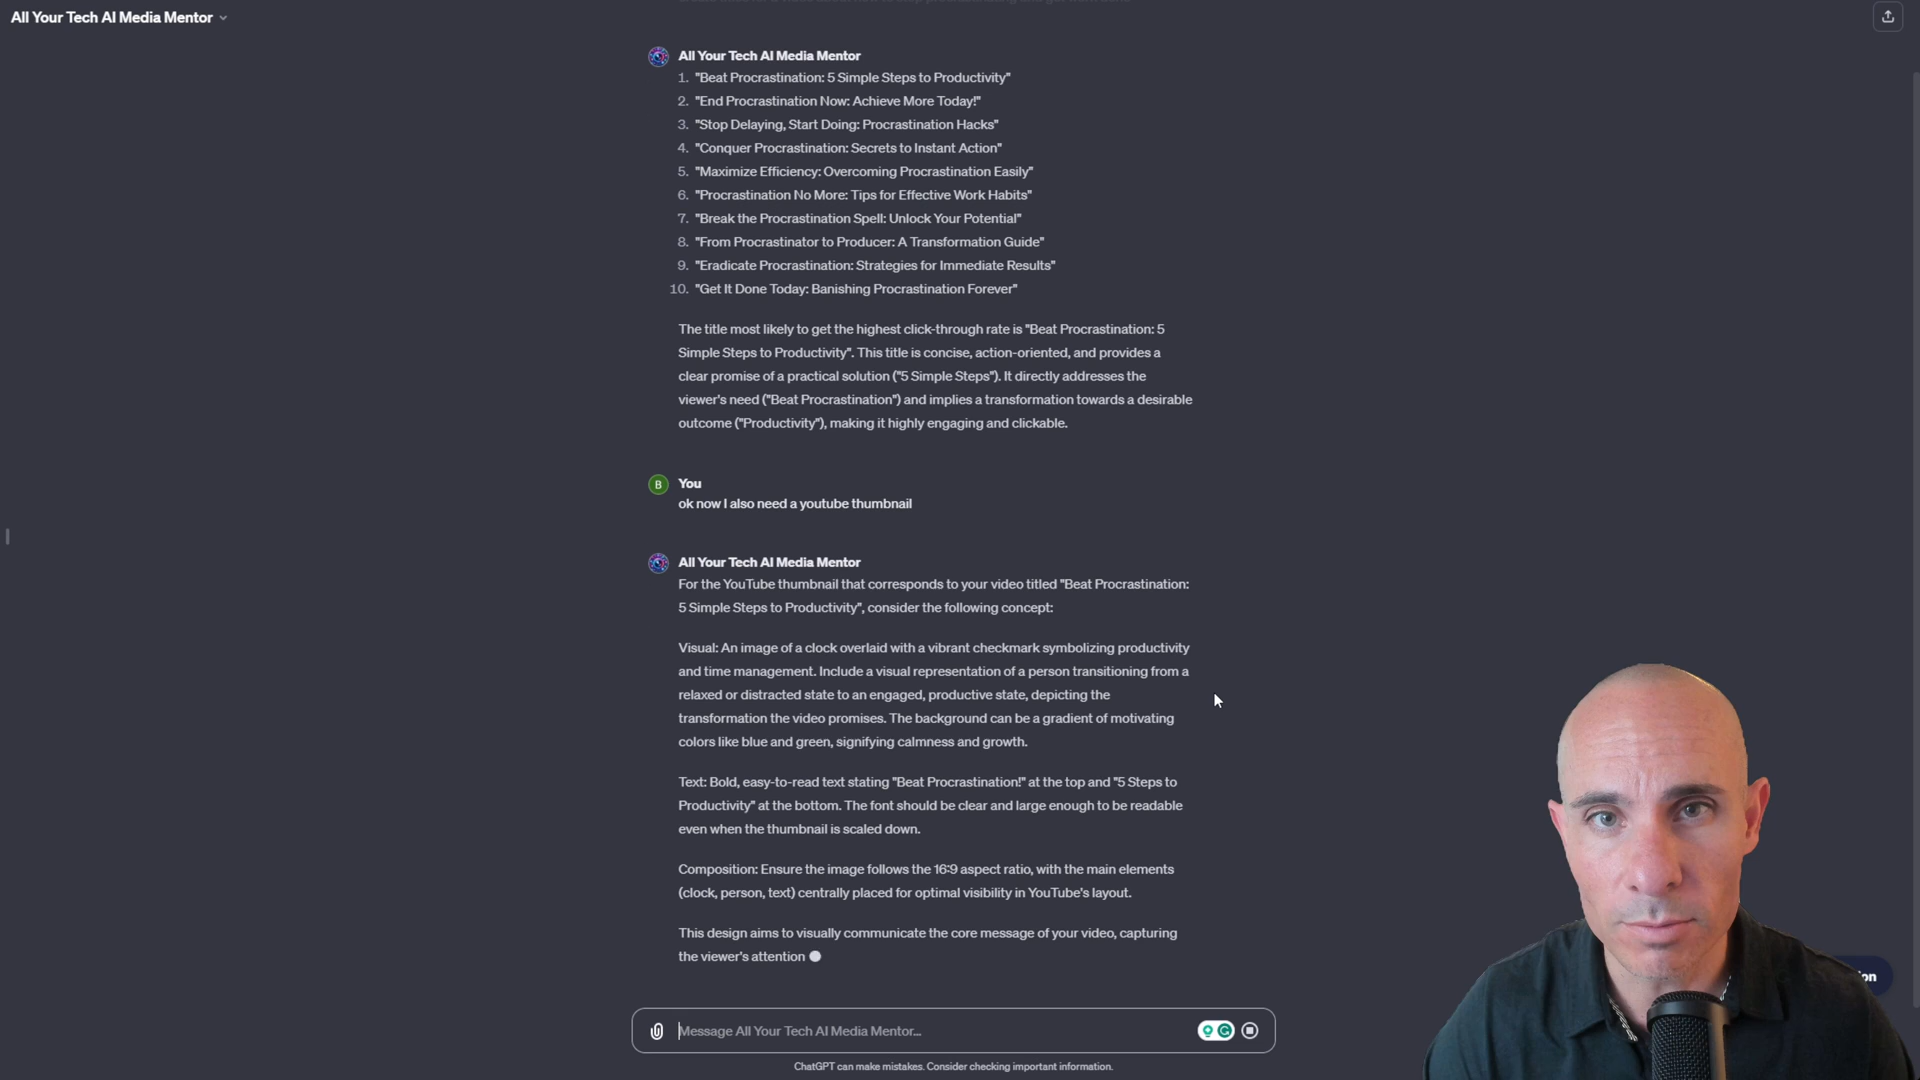 All Your Tech AI Media Mentor
All Your Tech AI Media Mentor
1. "Beat Procrastination: 5 Simple Steps to Productivity"
2. "End Procrastination Now: Achieve More Today!"
3. "Stop Delaying, Start Doing: Procrastination Hacks"
4. "Conquer Procrastination: Secrets to Instant Action"
5. "Maximize Efficiency: Overcoming Procrastination Easily"
6. "Procrastination No More: Tips for Effective Work Habits"
7. "Break the Procrastination Spell: Unlock Your Potential"
8. "From Procrastinator to Producer: A Transformation Guide"
9. "Eradicate Procrastination: Strategies for Immediate Results"
10. "Get It Done Today: Banishing Procrastination Forever"
The title most likely to get the highest click-through rate is "Beat Procrastination: 5
Simple Steps to Productivity". This title is concise, action-oriented, and provides a
clear promise of a practical solution ("5 Simple Steps"). It directly addresses the
viewer's need ("Beat Procrastination") and implies a transformation towards a desirable
outcome ("Productivity"), making it highly engaging and clickable.
B You
ok now I also need a youtube thumbnail
All Your Tech AI Media Mentor
For the YouTube thumbnail that corresponds to your video titled "Beat Procrastination:
5 Simple Steps to Productivity", consider the following concept:
Visual: An image of a clock overlaid with a vibrant checkmark symbolizing productivity
and time management. Include a visual representation of a person transitioning from a
relaxed or distracted state to an engaged, productive state, depicting the
transformation the video promises. The background can be a gradient of motivating
colors like blue and green, signifying calmness and growth.
Text: Bold, easy-to-read text stating "Beat Procrastination!" at the top and "5 Steps to
Productivity" at the bottom. The font should be clear and large enough to be readable
even when the thumbnail is scaled down.
Composition: Ensure the image follows the 16:9 aspect ratio, with the main elements
(clock, person, text) centrally placed for optimal visibility in YouTube's layout.
This design aims to visually communicate the core message of your video, capturing
the viewer's attention
Message All Your Tech AI Media Mentor...
ChatGPT can make mistakes. Consider checking important information.